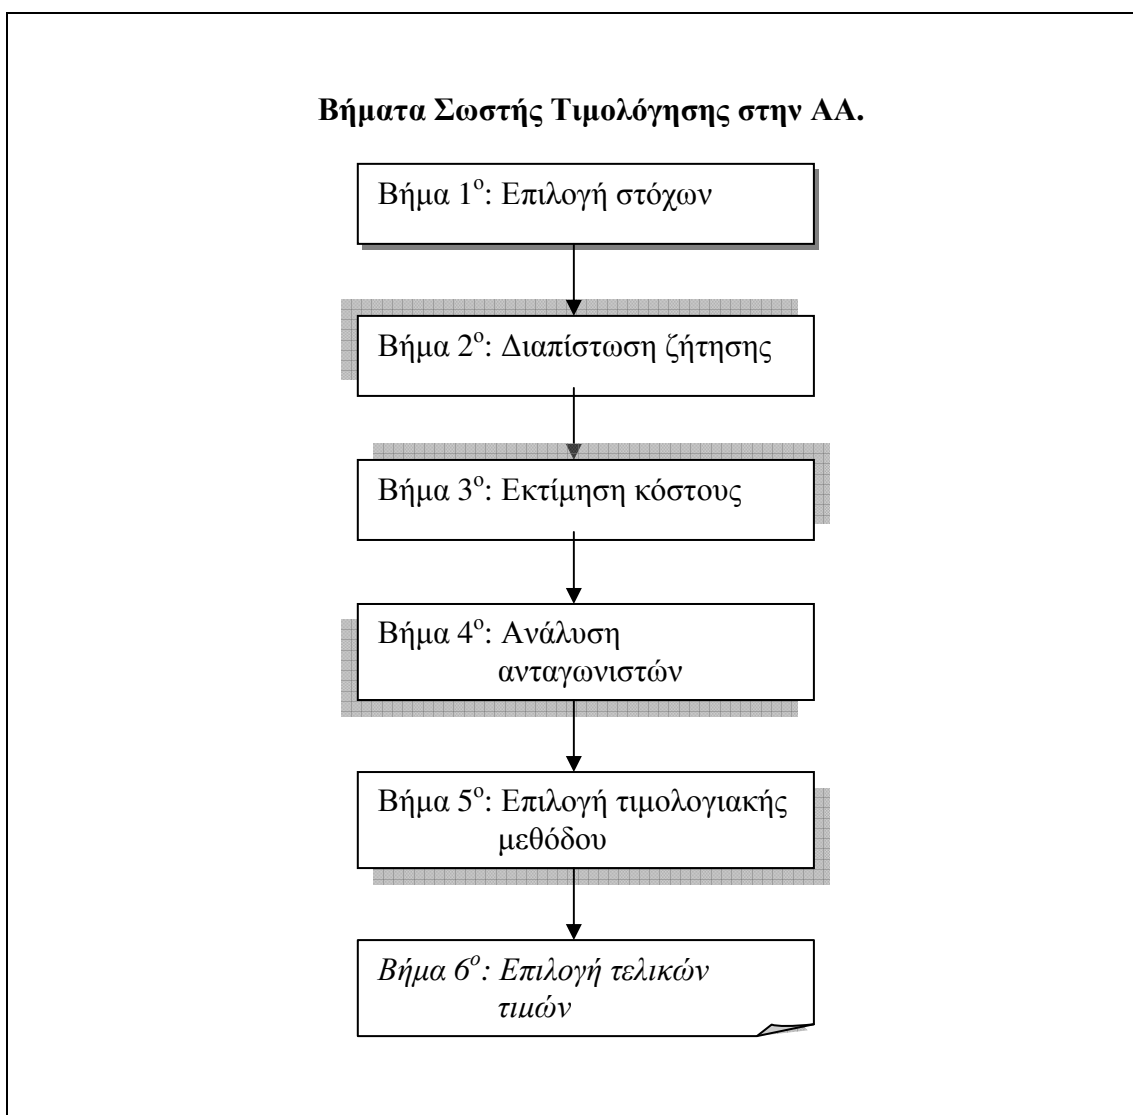 Βήματα Σωστής Τιμολόγησης στην ΑΑ.
Βήμα 1ο: Επιλογή στόχων
Βήμα 2ο: Διαπίστωση ζήτησης
Βήμα 3ο: Εκτίμηση κόστους
Βήμα 4ο: Ανάλυση
ανταγωνιστών
Βήμα 5ο: Επιλογή τιμολογιακής
μεθόδου
Βήμα 6ο: Επιλογή τελικών
τιμών